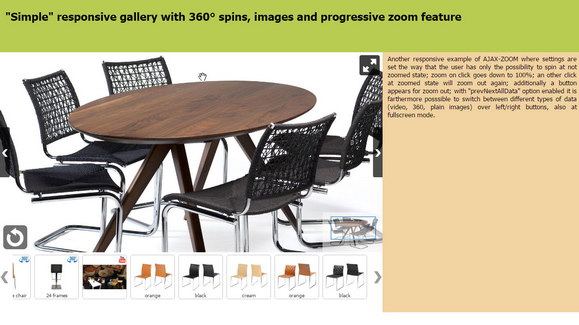 "Simple" responsive gallery with 360° spins, images and progressive zoom feature
Another responsive example of AJAX-ZOOM where settings are
set the way that the user has only the possibility to spin at not
zoomed state; zoom on click goes down to 100%; an other click
at zoomed state will zoom out again; additionally a button
appears for zoom out; with "prevNextAllData" option enabled it is
farthermore posssible to switch between different types of data
(video, 360, plain images) over left/right buttons, also at
fullscreen mode.
e chair
24 frames
orange
black
cream
orange
black